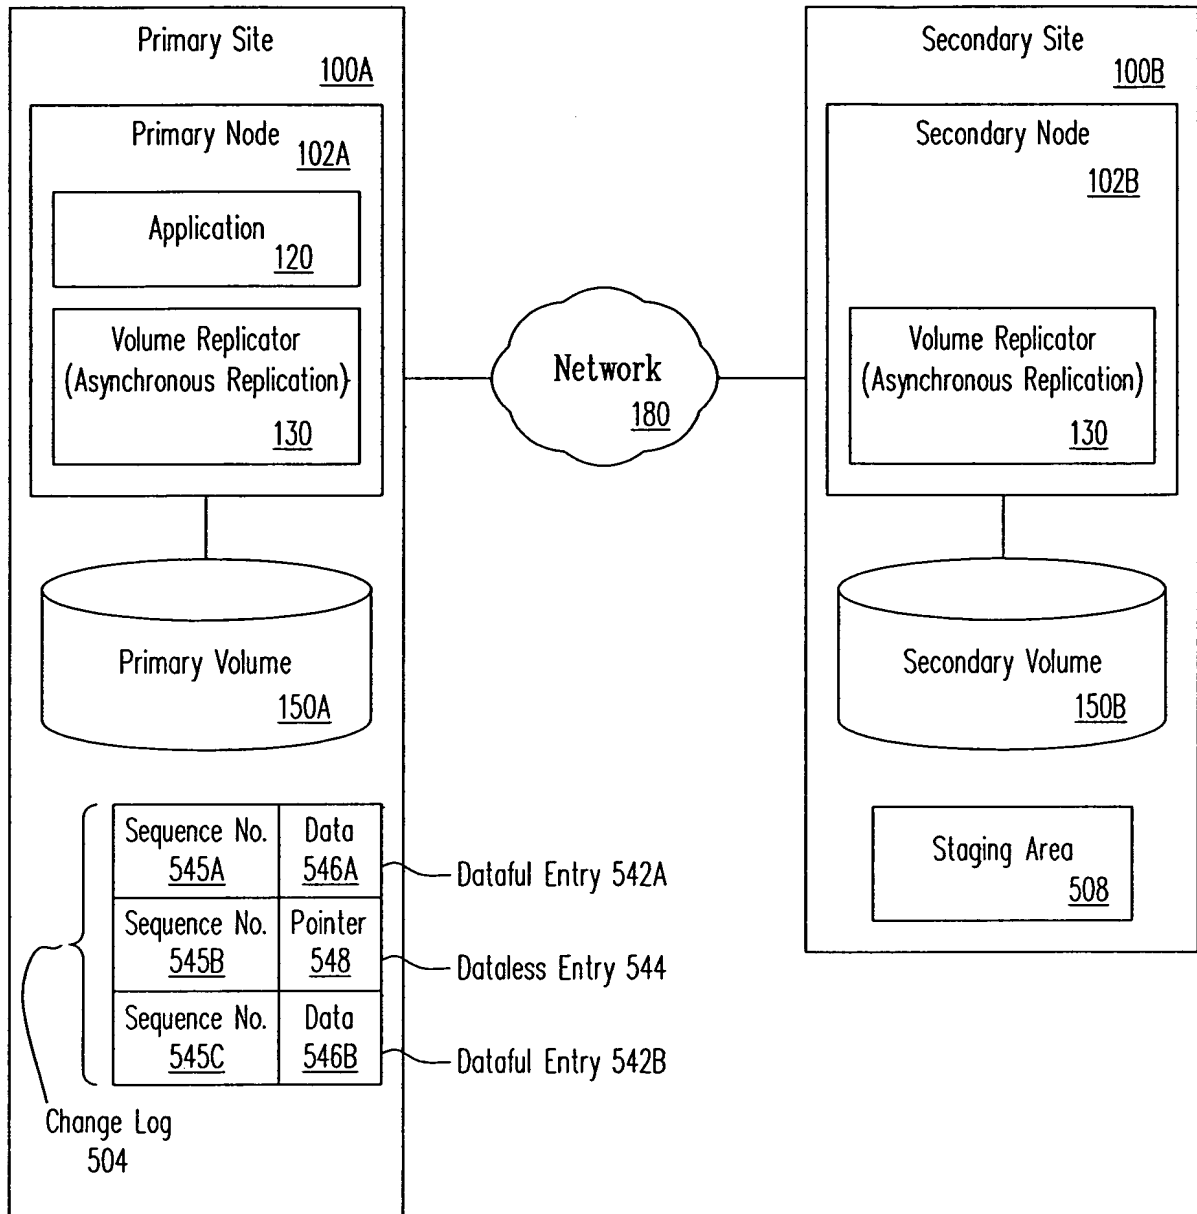 Primary Site
100A
Primary Node
102A
Application
120
Volume Replicator
(Asynchronous Replication)
130
Primary Volume
150A
Sequence No.
545A
Data
546A
Dataful Entry 542A
Sequence No.
545B
Pointer
548
Dataless Entry 544
Sequence No.
545C
Data
546B
Dataful Entry 542B
Change Log
504
Network
180
Secondary Site
100B
Secondary Node
102B
Volume Replicator
(Asynchronous Replication)
130
Secondary Volume
150B
Staging Area
508